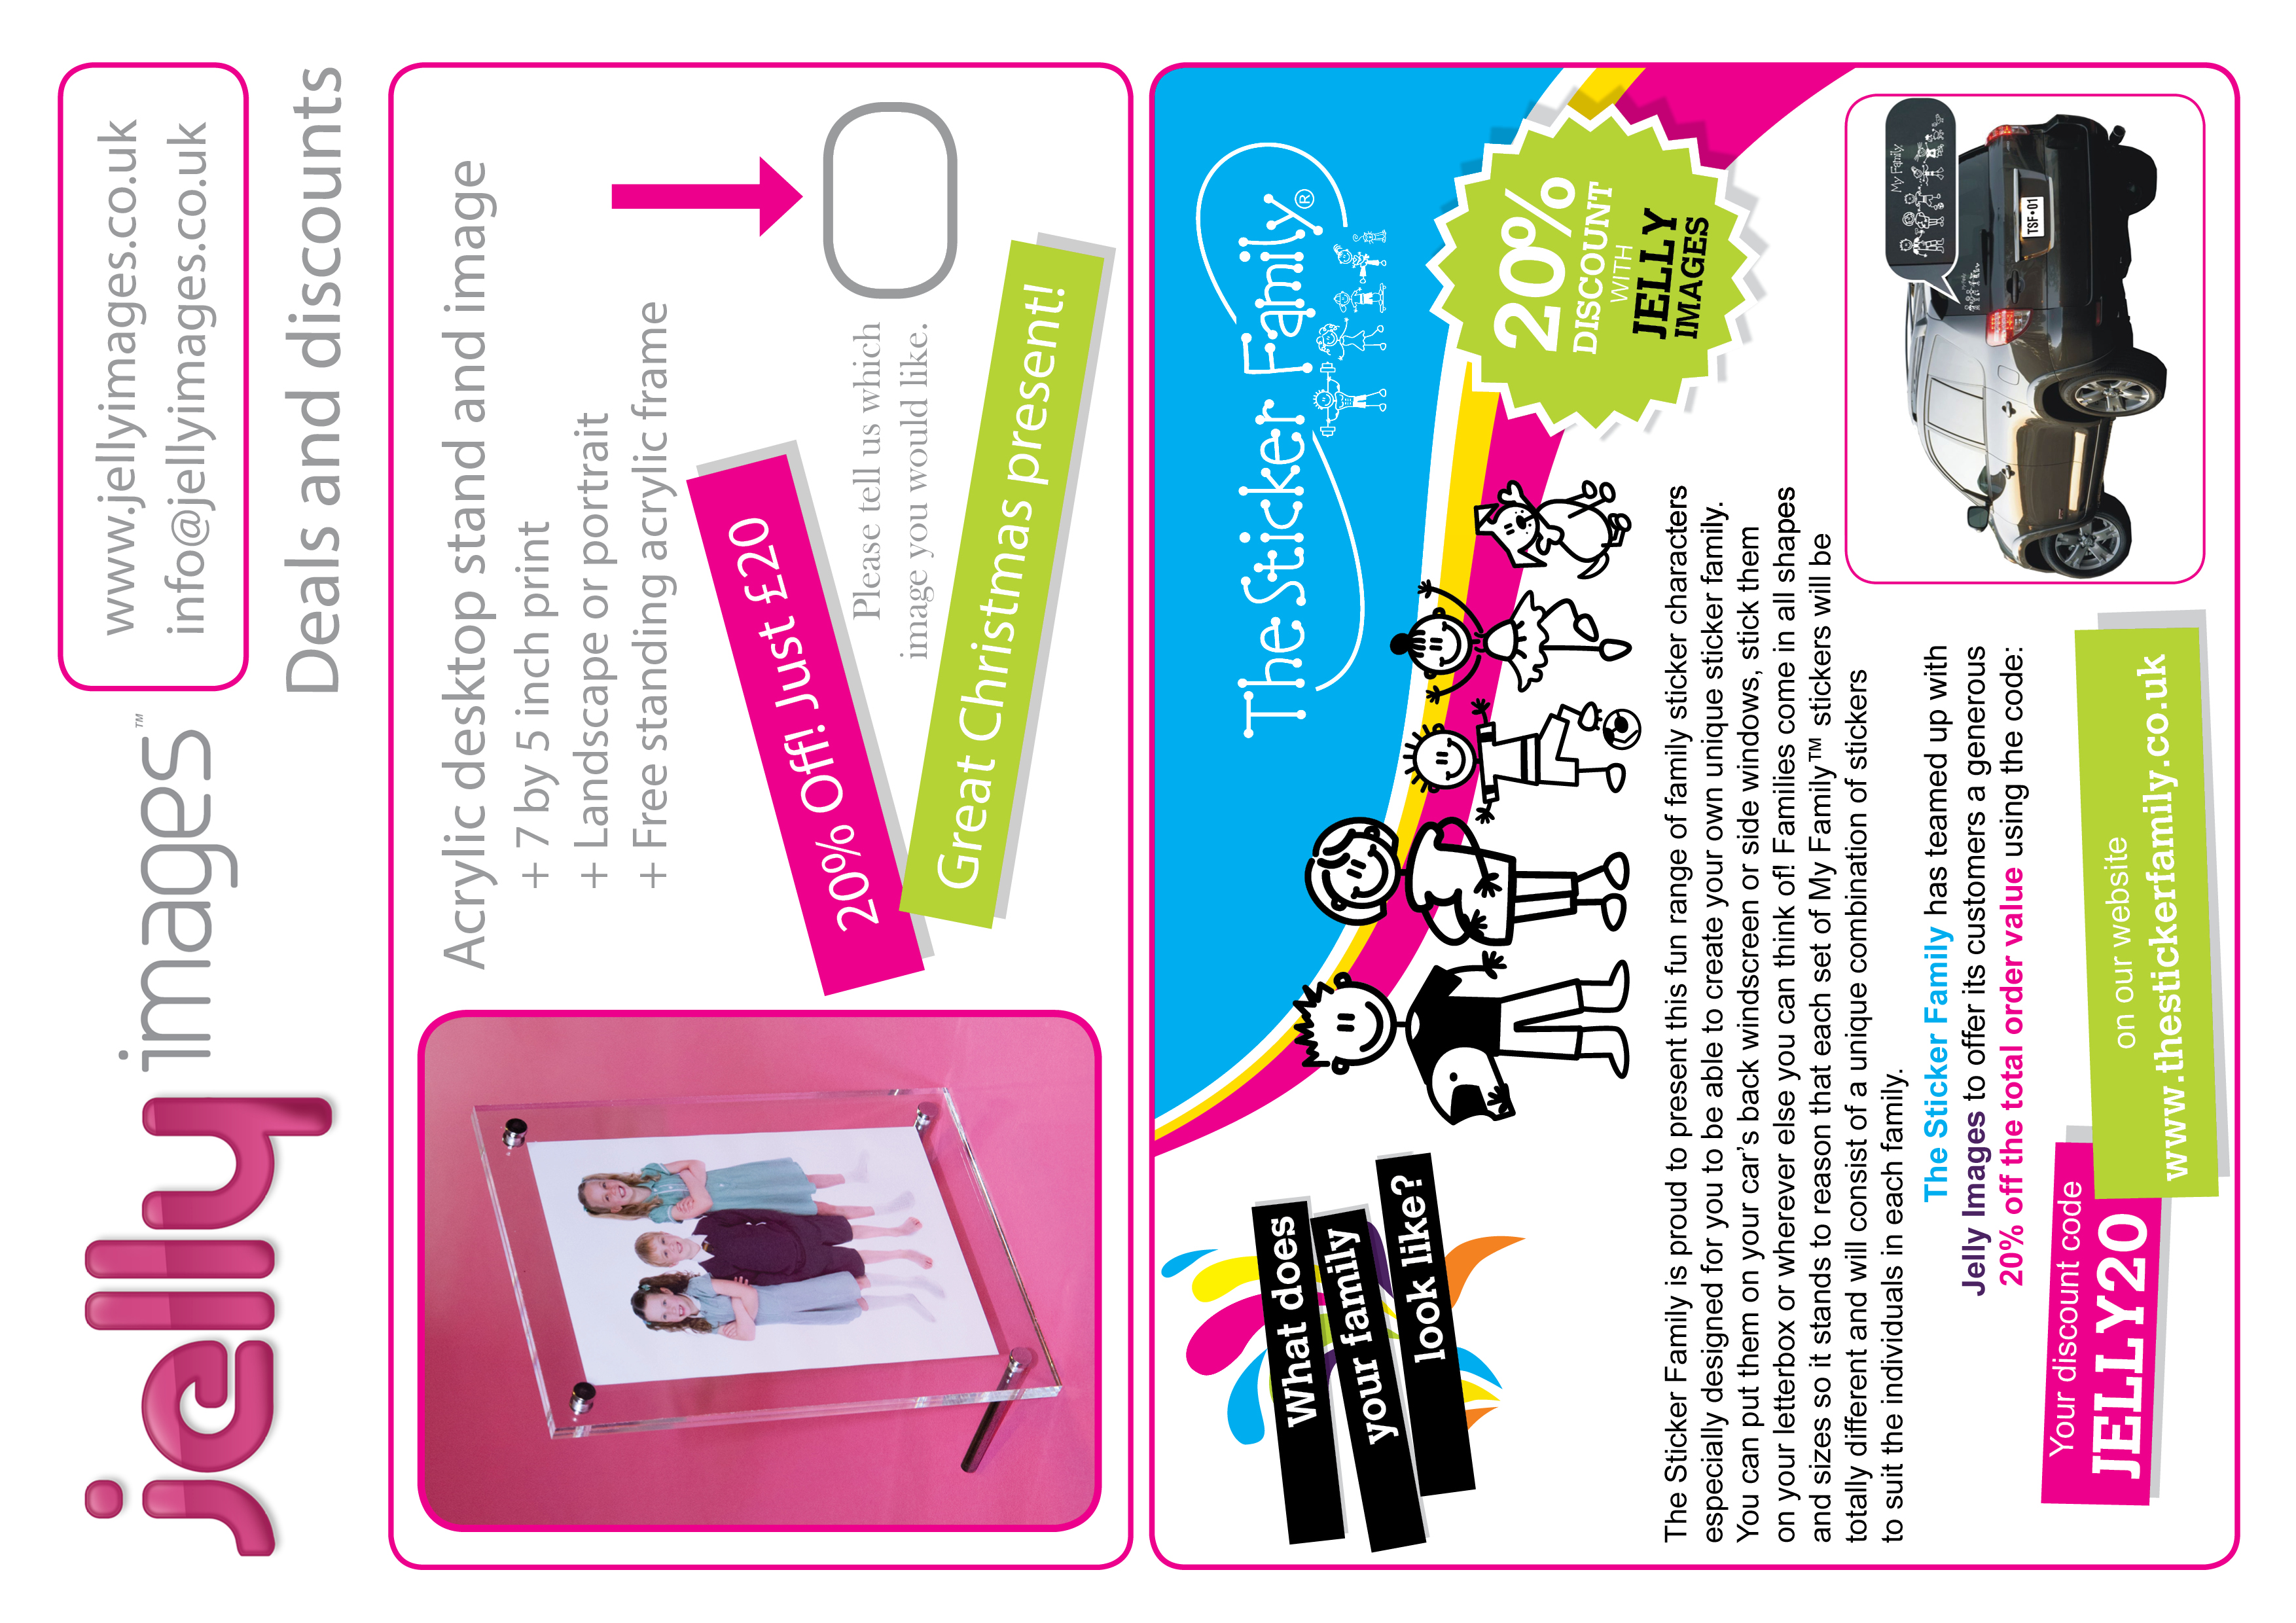 jelly images™
www.jellyimages.co.uk
info@jellyimages.co.uk
Deals and discounts
Acrylic desktop stand and image
+ 7 by 5 inch print
+ Landscape or portrait
+ Free standing acrylic frame
20% Off! Just £20
Please tell us which
image you would like.
Great Christmas present!
The Sticker Family®
20%
DISCOUNT
WITH
JELLY
IMAGES
What does
your family
look like?
The Sticker Family is proud to present this fun range of family sticker characters
especially designed for you to be able to create your own unique sticker family.
You can put them on your car's back windscreen or side windows, stick them
on your letterbox or wherever else you can think of! Families come in all shapes
and sizes so it stands to reason that each set of My Family™ stickers will be
totally different and will consist of a unique combination of stickers
to suit the individuals in each family.
The Sticker Family has teamed up with
Jelly Images to offer its customers a generous
20% off the total order value using the code:
My Family
TSF•01
Your discount code
JELLY20
on our website
www.thestickerfamily.co.uk